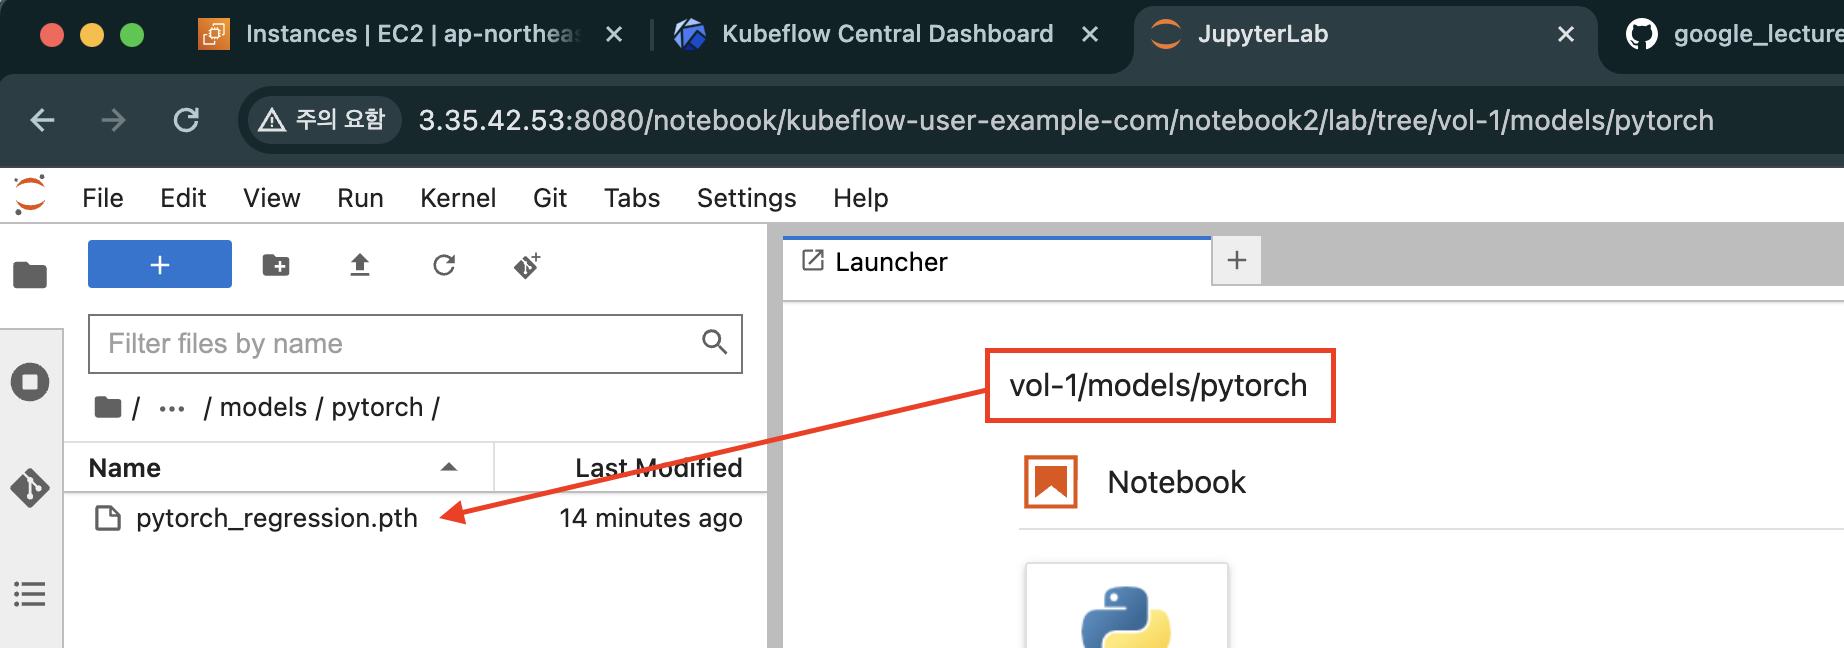 Instances | EC2 | ap-northeas
Kubeflow Central Dashboard
JupyterLab
google_lecture
주의 요함
3.35.42.53:8080/notebook/kubeflow-user-example-com/notebook2/lab/tree/vol-1/models/pytorch
File Edit View Run Kernel Git Tabs Settings Help
Launcher
Filter files by name
/ ... / models / pytorch /
Name Last Modified
pytorch_regression.pth 14 minutes ago
vol-1/models/pytorch
Notebook